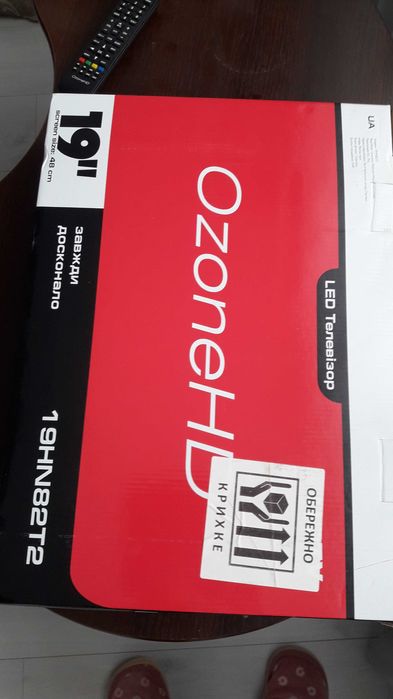 UA
LED Телевізор
OzoneHD
ОБЕРЕЖНО
КРИХКЕ
19"
screen size: 48 cm
завжди
досконало
19HN82T2